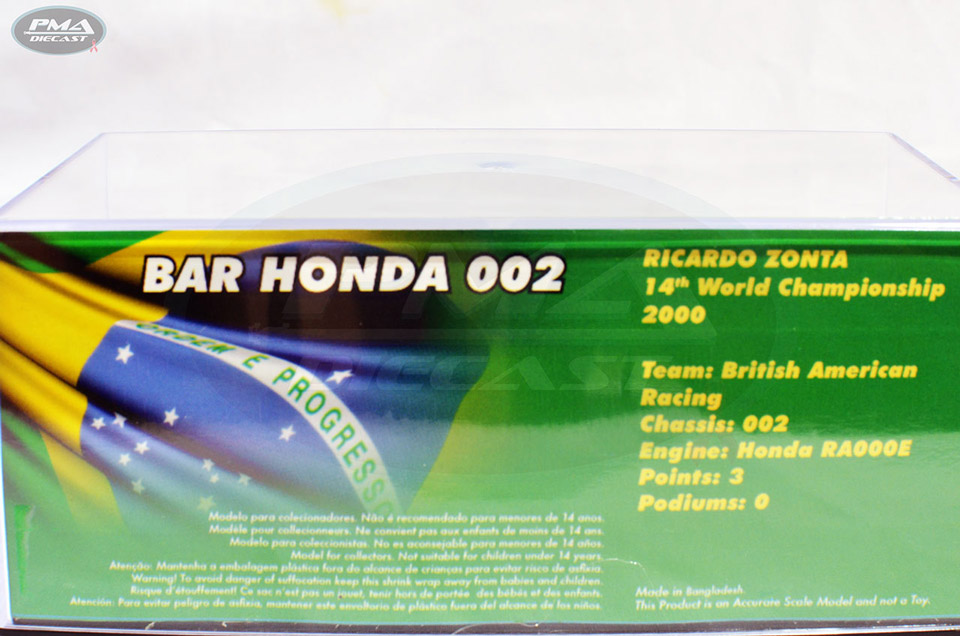 PMA
DIECAST
BAR HONDA 002
RICARDO ZONTA
14th World Championship
2000
Team: British American
Racing
Chassis: 002
Engine: Honda RA000E
Points: 3
Podiums: 0
ORDEM E PROGRESSO
Modelo para colecionadores. Não é recomendado para menores de 14 anos.
Modèle pour collectionneurs. Ne convient pas aux enfants de moins de 14 ans.
Modelo para coleccionistas. No es aconsejable para menores de 14 años.
Model for collectors. Not suitable for children under 14 years.
Atenção: Mantenha a embalagem plástica fora do alcance de crianças para evitar risco de asfixia.
Warning! To avoid danger of suffocation keep this shrink wrap away from babies and children.
Risque d'étouffement! Ce sac n'est pas un jouet, tenir hors de portée des bébés et des enfants.
Atención: Para evitar peligro de asfixia, mantener este envoltorio de plástico fuera del alcance de los niños.
Made in Bangladesh.
This Product is an Accurate Scale Model and not a Toy.
PMA
DIECAST